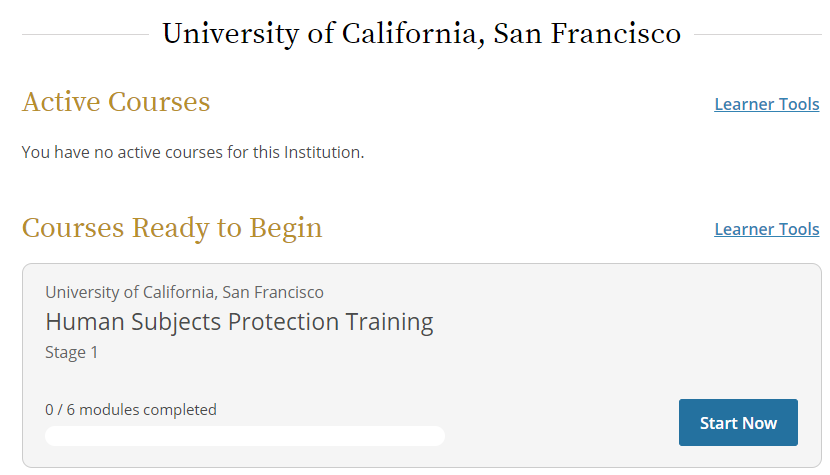 University of California, San Francisco
Active Courses
Learner Tools
You have no active courses for this Institution.
Courses Ready to Begin
Learner Tools
University of California, San Francisco
Human Subjects Protection Training
Stage 1
0 / 6 modules completed
Start Now